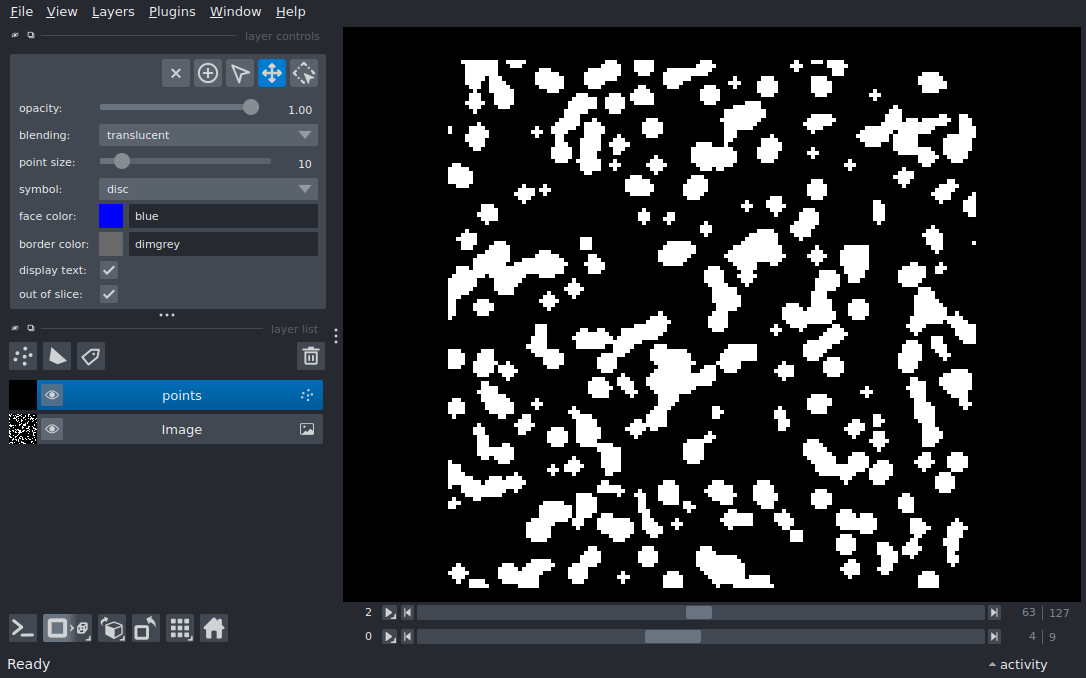 File View Layers Plugins Window Help
layer controls
opacity: 1.00
blending: translucent
point size: 10
symbol: disc
face color: blue
border color: dimgrey
display text:
out of slice:
layer list
points
Image
2 63 127
0 4 9
Ready activity